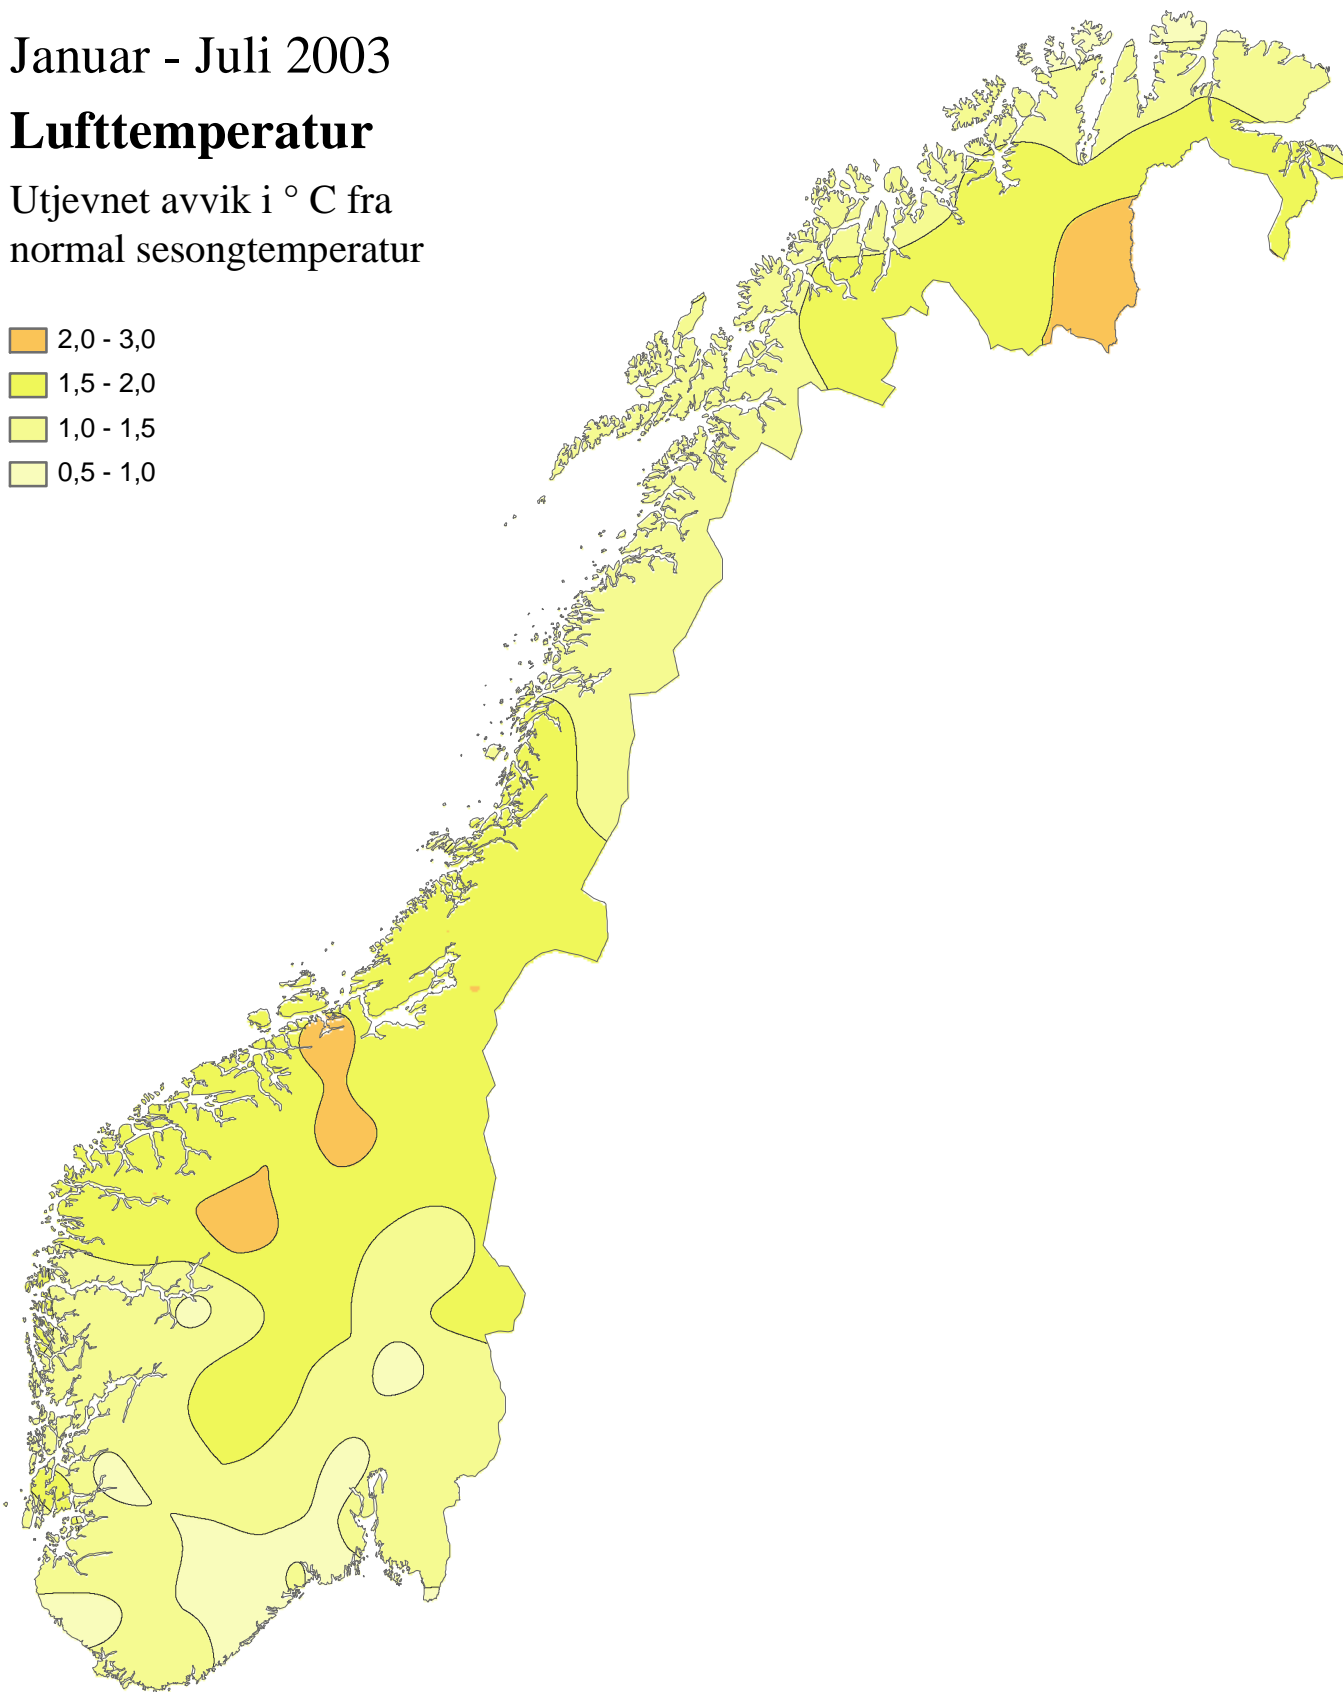 Januar - Juli 2003
Lufttemperatur
Utjevnet avvik i ° C fra
normal sesongtemperatur
2,0 - 3,0
1,5 - 2,0
1,0 - 1,5
0,5 - 1,0